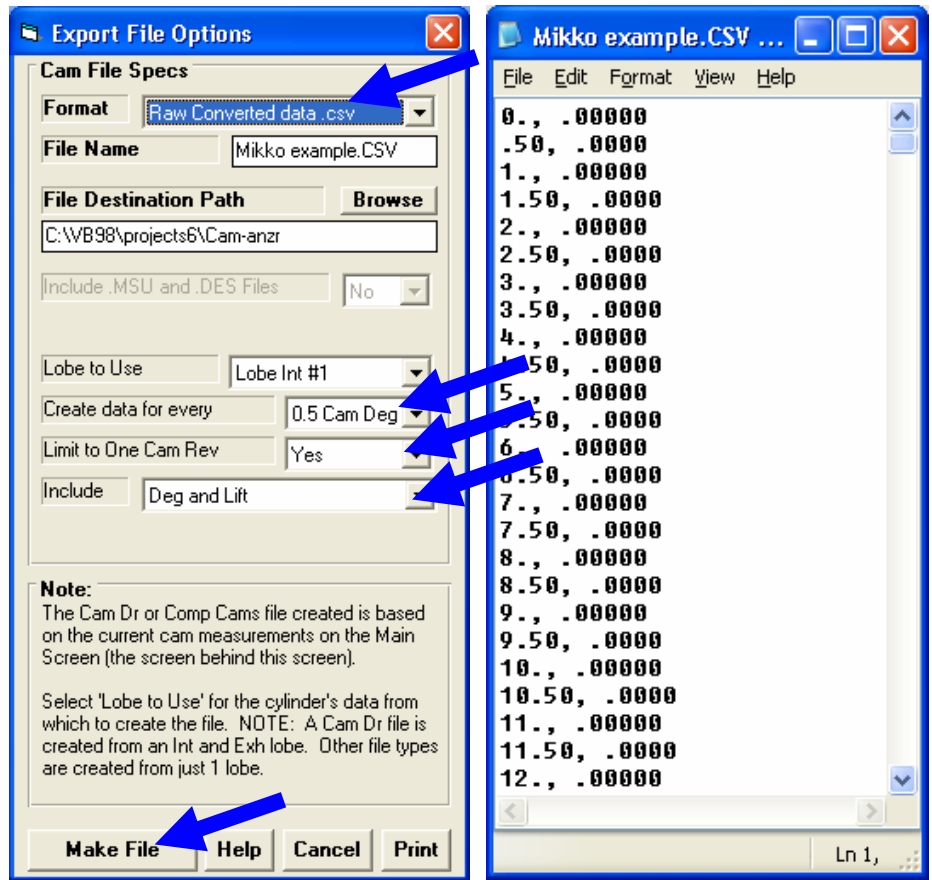 Export File Options
Cam File Specs
Format Raw Converted data .csv
File Name Mikko example.CSV
File Destination Path Browse
C:\VB98\projects6\Cam-anzr
Include .MSU and .DES Files No
Lobe to Use Lobe Int #1
Create data for every 0.5 Cam Deg
Limit to One Cam Rev Yes
Include Deg and Lift
Note:
The Cam Dr or Comp Cams file created is based
on the current cam measurements on the Main
Screen (the screen behind this screen).
Select 'Lobe to Use' for the cylinder's data from
which to create the file. NOTE: A Cam Dr file is
created from an Int and Exh lobe. Other file types
are created from just 1 lobe.
Make File Help Cancel Print
Mikko example.CSV ...
File Edit Format View Help
0., .00000
.50, .0000
1., .00000
1.50, .0000
2., .00000
2.50, .0000
3., .00000
3.50, .0000
4., .00000
.50, .0000
5., .00000
.50, .0000
6., .00000
.50, .0000
7., .00000
7.50, .0000
8., .00000
8.50, .0000
9., .00000
9.50, .0000
10., .00000
10.50, .0000
11., .00000
11.50, .0000
12., .00000
Ln 1,